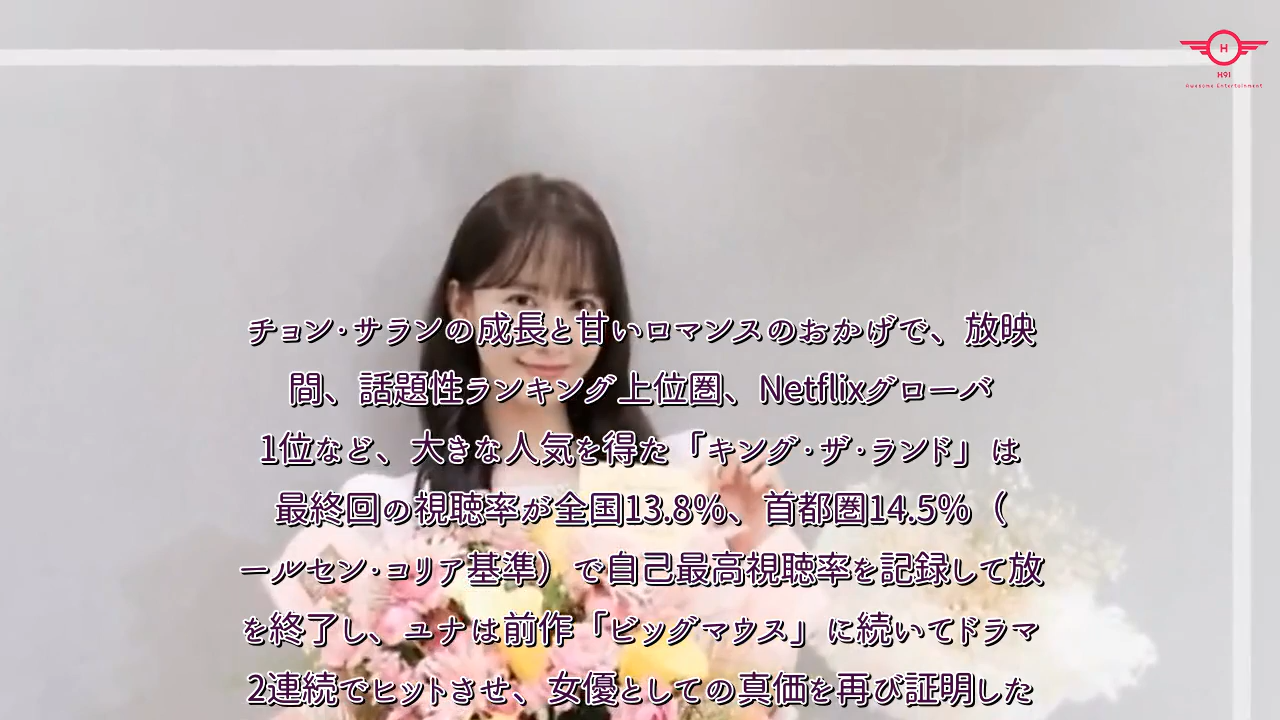 H
H91
Awesome Entertainment
チョン·サランの成長と甘いロマンスのおかげで、放映
間、話題性ランキング上位圏、Netflixグローバ
1位など、大きな人気を得た「キング·ザ·ランド」は
最終回の視聴率が全国13.8%、首都圏14.5%（
ールセン·コリア基準）で自己最高視聴率を記録して放
を終了し、ユナは前作「ビッグマウス」に続いてドラマ
2連続でヒットさせ、女優としての真価を再び証明した